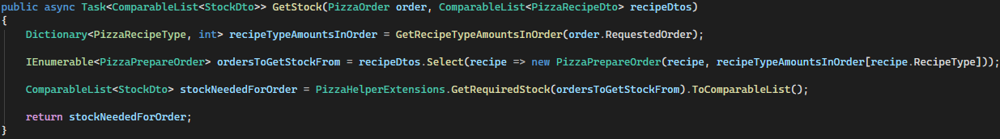 public async Task<ComparableList<StockDto>> GetStock(PizzaOrder order, ComparableList<PizzaRecipeDto> recipeDtos)
{
    Dictionary<PizzaRecipeType, int> recipeTypeAmountsInOrder = GetRecipeTypeAmountsInOrder(order.RequestedOrder);
    IEnumerable<PizzaPrepareOrder> ordersToGetStockFrom = recipeDtos.Select(recipe => new PizzaPrepareOrder(recipe, recipeTypeAmountsInOrder[recipe.RecipeType]));
    ComparableList<StockDto> stockNeededForOrder = PizzaHelperExtensions.GetRequiredStock(ordersToGetStockFrom).ToComparableList();
    return stockNeededForOrder;
}